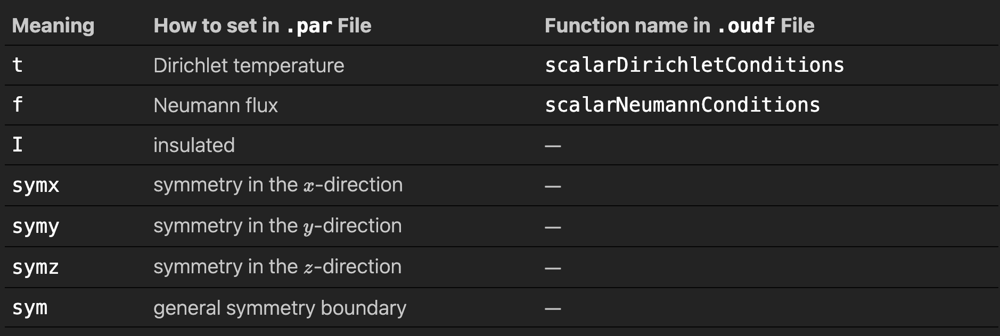 Meaning How to set in .par File Function name in .oudf File
t Dirichlet temperature scalarDirichletConditions
f Neumann flux scalarNeumannConditions
I insulated —
symx symmetry in the x-direction —
symy symmetry in the y-direction —
symz symmetry in the z-direction —
sym general symmetry boundary —